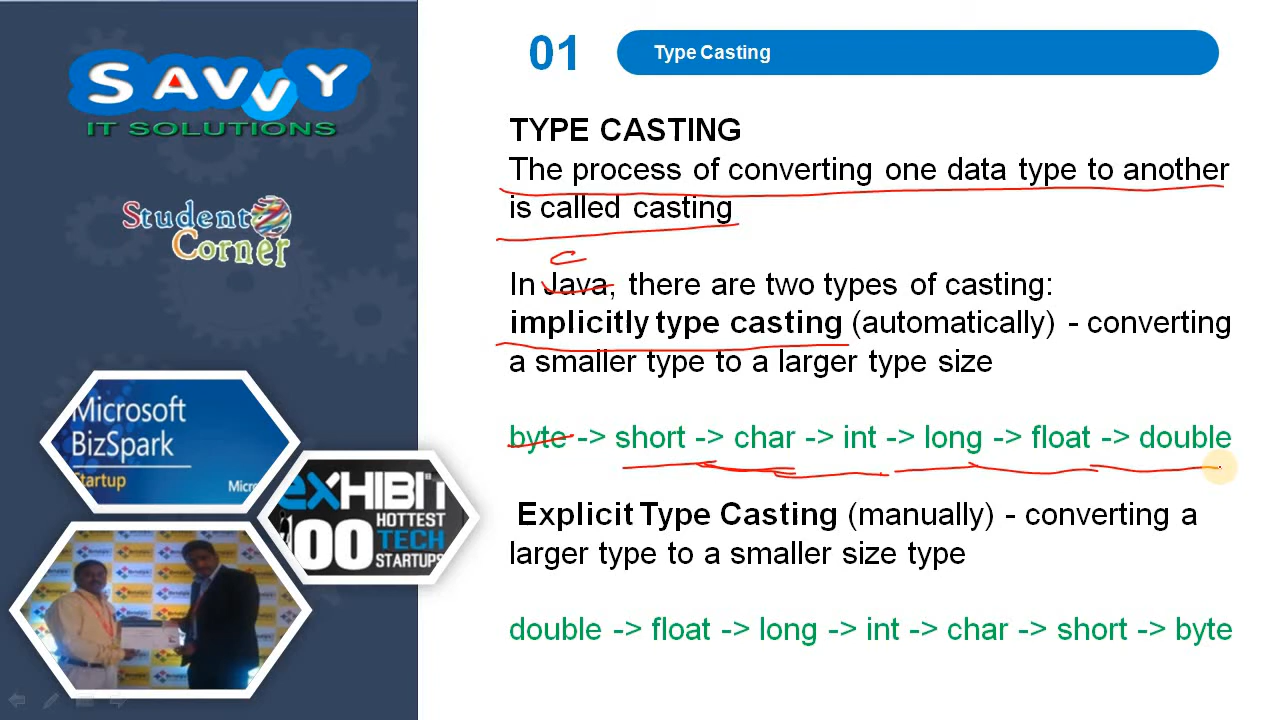 SAVVY
IT SOLUTIONS
Student
Corner
Microsoft
BizSpark
Startup
Micros
eXHIBIT
100
HOTTEST
TECH
STARTUPS
01
Type Casting
TYPE CASTING
The process of converting one data type to another
is called casting
C
In Java, there are two types of casting:
implicitly type casting (automatically) - converting
a smaller type to a larger type size
byte -> short -> char -> int -> long -> float -> double
Explicit Type Casting (manually) - converting a
larger type to a smaller size type
double -> float -> long -> int -> char -> short -> byte